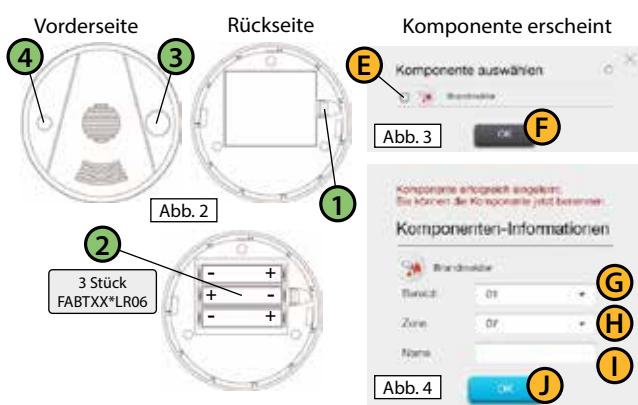 Vorderseite
Rückseite
Komponente erscheint
4
3
1
Abb. 2
2
3 Stück
FABTXX*LR06
- +
+ -
- +
E
Komponente auswählen
Brandmelder
Abb. 3
OK
F
Komponente erfolgreich eingelernt.
Sie können die Komponente jetzt benennen.
Komponenten-Informationen
Brandmelder
Bereich
01
G
Zone
07
H
Name
I
Abb. 4
OK
J